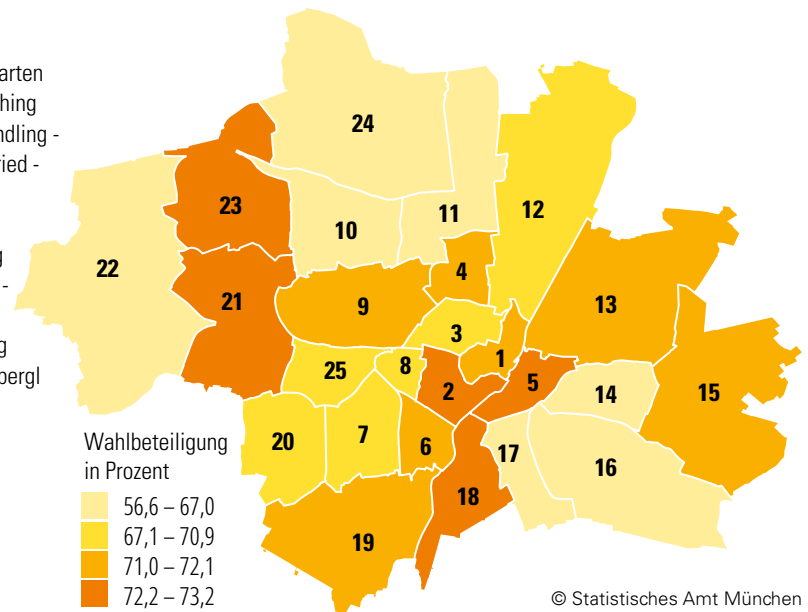 arten
hing
ndling -
ried -
g
-
g
bergl
24
23
12
11
10
22
4
21
9
13
3
1
25
8
2
5
14
15
20
7
6
17
16
18
19
Wahlbeteiligung
in Prozent
56,6 – 67,0
67,1 – 70,9
71,0 – 72,1
72,2 – 73,2
© Statistisches Amt München